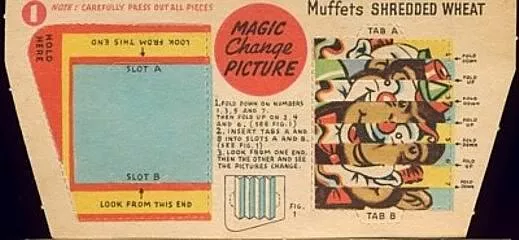 1 NOTE: CAREFULLY PRESS OUT ALL PIECES
Muffets SHREDDED WHEAT
HOLD HERE
LOOK FROM THIS END
SLOT A
SLOT B
LOOK FROM THIS END
MAGIC
Change
PICTURE
1. FOLD DOWN ON NUMBERS
1, 3, 5 AND 7.
THEN FOLD UP ON 2, 4
AND 6. (SEE FIG. 1)
2. INSERT TABS A AND
B INTO SLOTS A AND B.
(SEE FIG. 1)
3. LOOK FROM ONE END,
THEN THE OTHER AND SEE
THE PICTURES CHANGE.
FIG.
1
TAB A
FOLD DOWN
FOLD UP
FOLD DOWN
FOLD UP
FOLD DOWN
FOLD UP
FOLD DOWN
TAB B